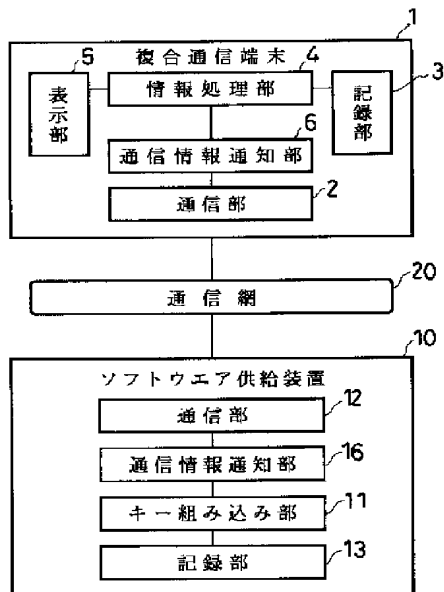 1
複合通信端末
5
4
3
表示部
情報処理部
記録部
6
通信情報通知部
2
通信部
20
通信網
10
ソフトウエア供給装置
12
通信部
16
通信情報通知部
11
キー組み込み部
13
記録部